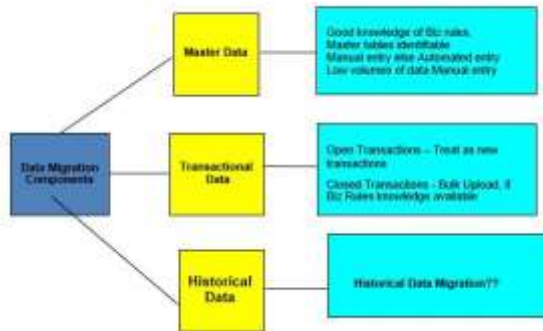 Data Migration
Components
Master Data
Good knowledge of Biz rules,
Master tables identifiable
Manual entry else Automated entry
Low volumes of data Manual entry
Transactional
Data
Open Transactions – Treat as new
transactions
Closed Transactions - Bulk Upload, if
Biz Rules knowledge available
Historical
Data
Historical Data Migration??